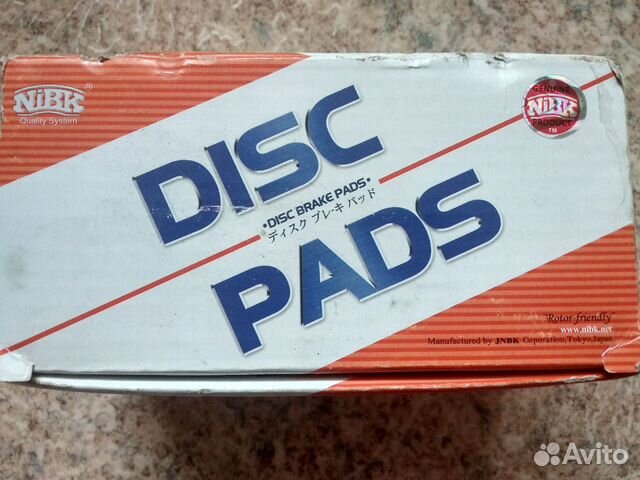 NiBK ®
Quality System
GENUINE
NiBK
PRODUCT
TM
DISC
•DISC BRAKE PADS•
ディスク ブレーキ パッド
PADS
"Rotor-friendly"
www.nibk.net
Manufactured by JNBK Coporation,Tokyo,Japan
Avito